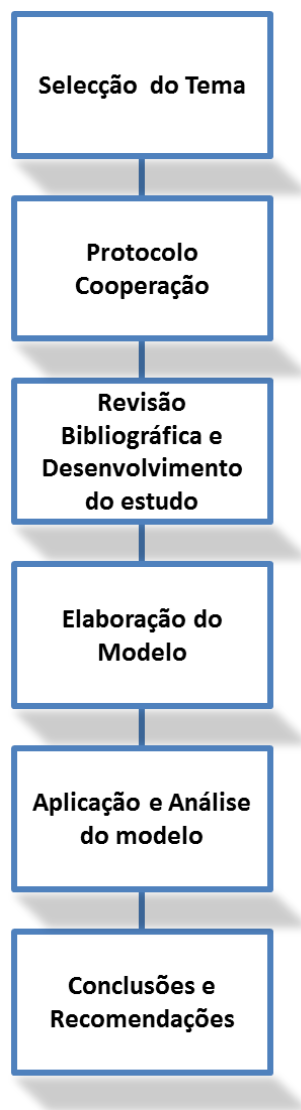 Selecção do Tema
Protocolo
Cooperação
Revisão
Bibliográfica e
Desenvolvimento
do estudo
Elaboração do
Modelo
Aplicação e Análise
do modelo
Conclusões e
Recomendações